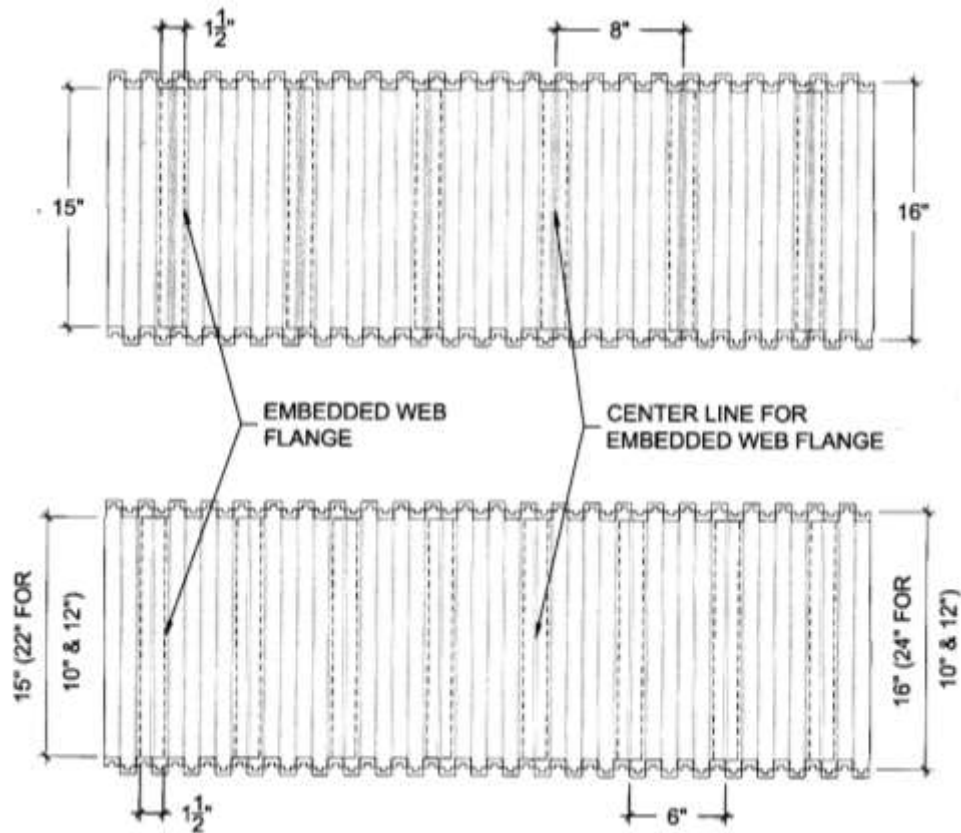 1 1/2"
8"
15"
16"
EMBEDDED WEB
FLANGE
CENTER LINE FOR
EMBEDDED WEB FLANGE
15" (22" FOR
10" & 12")
16" (24" FOR
10" & 12")
1 1/2"
6"